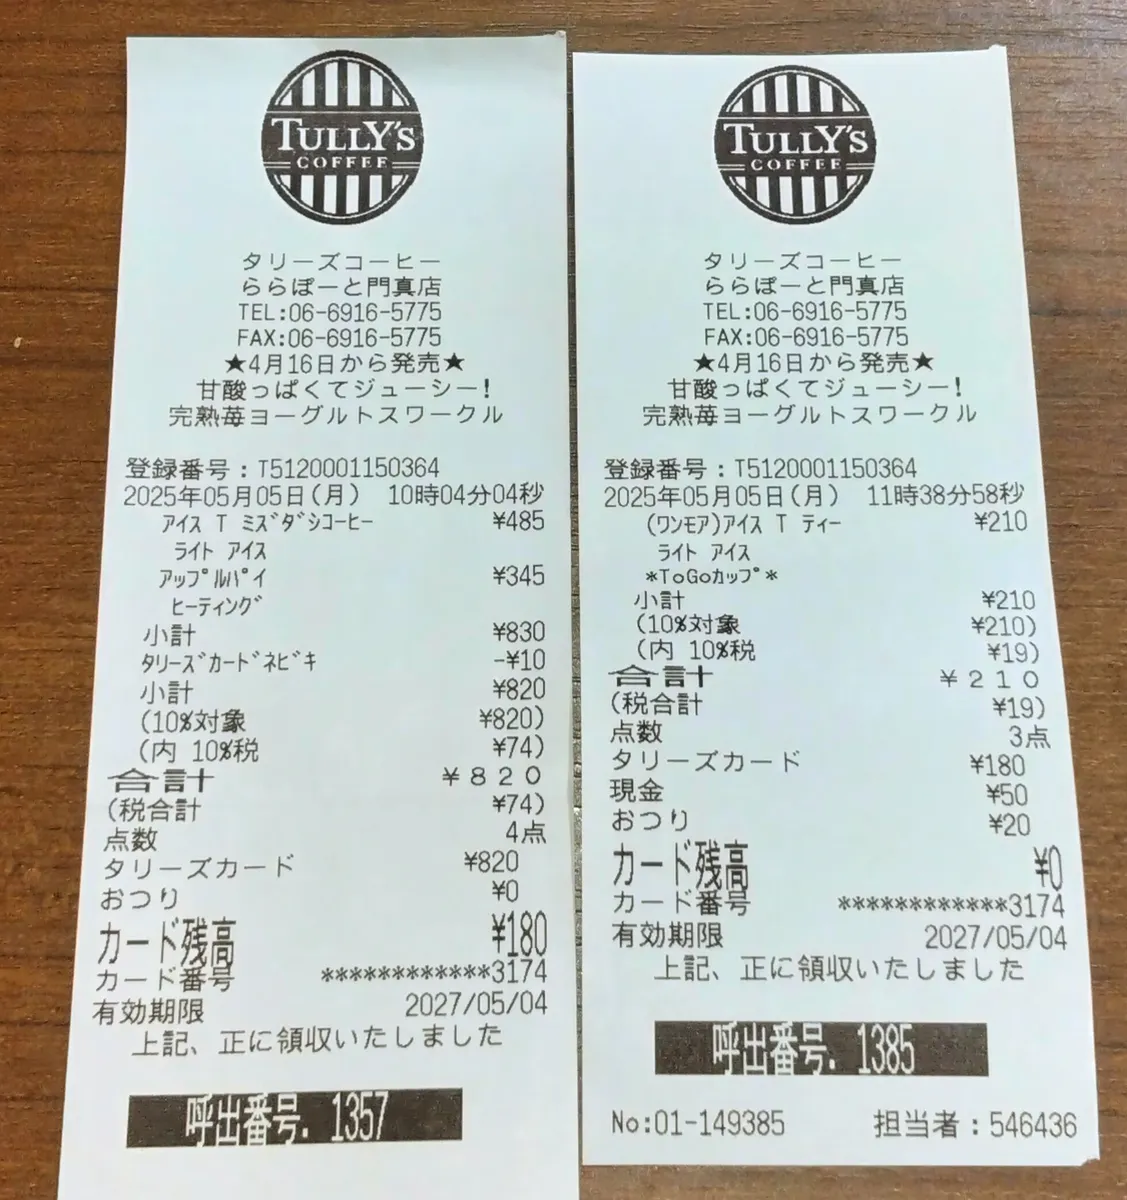 TULLY'S
COFFEE
タリーズコーヒー
ららぽーと門真店
TEL:06-6916-5775
FAX:06-6916-5775
★4月16日から発売★
甘酸っぱくてジューシー!
完熟苺ヨーグルトスワークル
登録番号:T5120001150364
2025年05月05日(月) 10時04分04秒
ｱｲｽ T ﾐｽﾞﾀﾞｼｺｰﾋｰ ¥485
ﾗｲﾄ ｱｲｽ
ｱｯﾌﾟﾙﾊﾟｲ ¥345
ﾋｰﾃｨﾝｸﾞ
小計 ¥830
ﾀﾘｰｽﾞｶｰﾄﾞﾈﾋﾞｷ -¥10
小計 ¥820
(10%対象 ¥820)
(内 10%税 ¥74)
合計 ¥820
(税合計 ¥74)
点数 4点
タリーズカード ¥820
おつり ¥0
カード残高 ¥180
カード番号 ************3174
有効期限 2027/05/04
上記、正に領収いたしました
呼出番号. 1357
TULLY'S
COFFEE
タリーズコーヒー
ららぽーと門真店
TEL:06-6916-5775
FAX:06-6916-5775
★4月16日から発売★
甘酸っぱくてジューシー!
完熟苺ヨーグルトスワークル
登録番号:T5120001150364
2025年05月05日(月) 11時38分58秒
(ﾜﾝﾓｱ)ｱｲｽ T ﾃｨｰ ¥210
ﾗｲﾄ ｱｲｽ
*ToGoｶｯﾌﾟ*
小計 ¥210
(10%対象 ¥210)
(内 10%税 ¥19)
合計 ¥210
(税合計 ¥19)
点数 3点
タリーズカード ¥180
現金 ¥50
おつり ¥20
カード残高 ¥0
カード番号 ************3174
有効期限 2027/05/04
上記、正に領収いたしました
呼出番号. 1385
No:01-149385 担当者:546436